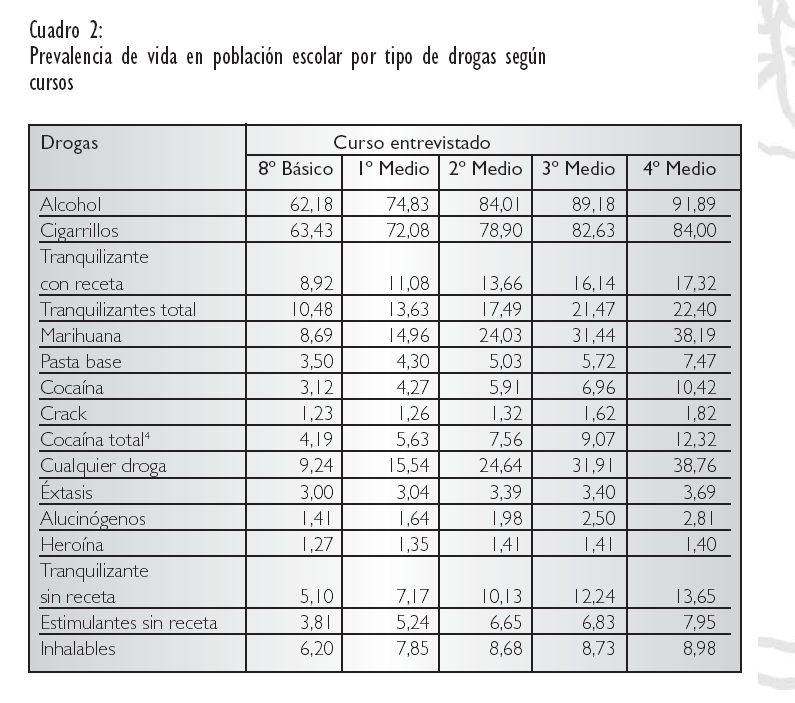 Cuadro 2:
Prevalencia de vida en población escolar por tipo de drogas según
cursos
Drogas Curso entrevistado
8º Básico 1º Medio 2º Medio 3º Medio 4º Medio
Alcohol 62,18 74,83 84,01 89,18 91,89
Cigarrillos 63,43 72,08 78,90 82,63 84,00
Tranquilizante
con receta 8,92 11,08 13,66 16,14 17,32
Tranquilizantes total 10,48 13,63 17,49 21,47 22,40
Marihuana 8,69 14,96 24,03 31,44 38,19
Pasta base 3,50 4,30 5,03 5,72 7,47
Cocaína 3,12 4,27 5,91 6,96 10,42
Crack 1,23 1,26 1,32 1,62 1,82
Cocaína total⁴ 4,19 5,63 7,56 9,07 12,32
Cualquier droga 9,24 15,54 24,64 31,91 38,76
Éxtasis 3,00 3,04 3,39 3,40 3,69
Alucinógenos 1,41 1,64 1,98 2,50 2,81
Heroína 1,27 1,35 1,41 1,41 1,40
Tranquilizante
sin receta 5,10 7,17 10,13 12,24 13,65
Estimulantes sin receta 3,81 5,24 6,65 6,83 7,95
Inhalables 6,20 7,85 8,68 8,73 8,98